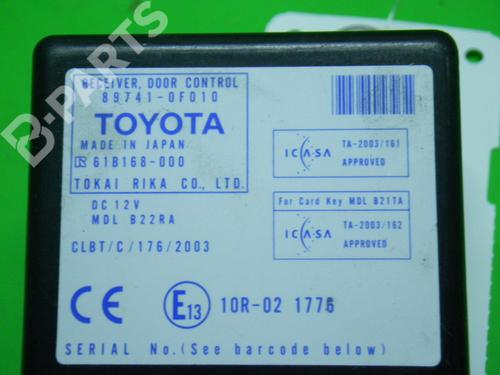 B-PARTS
RECEIVER, DOOR CONTROL
89741-0F010
TOYOTA
MADE IN JAPAN
R 61B168-000
TOKAI RIKA CO., LTD.
DC 12V
MDL B22RA
CLBT/C/176/2003
ICASA
TA-2003/161
APPROVED
For Card Key MDL B21TA
ICASA
TA-2003/162
APPROVED
CE E13 10R-02 1776
SERIAL No.(See barcode below)